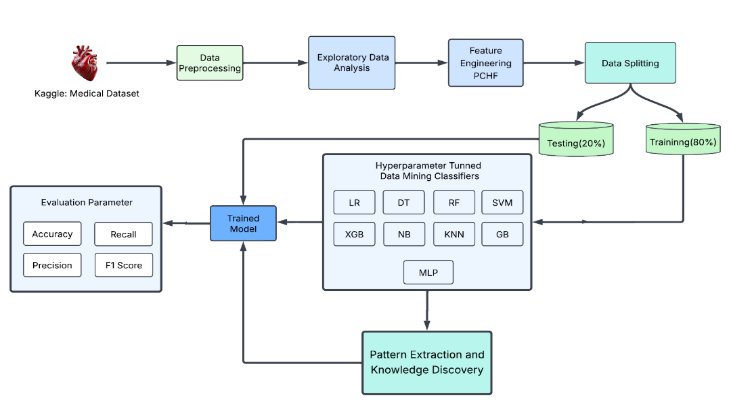 Kaggle: Medical Dataset
Data
Preprocessing
Exploratory Data
Analysis
Feature
Engineering
PCHF
Data Splitting
Testing(20%)
Traininng(80%)
Hyperparameter Tunned
Data Mining Classifiers
LR
DT
RF
SVM
XGB
NB
KNN
GB
MLP
Trained
Model
Evaluation Parameter
Accuracy
Recall
Precision
F1 Score
Pattern Extraction and
Knowledge Discovery